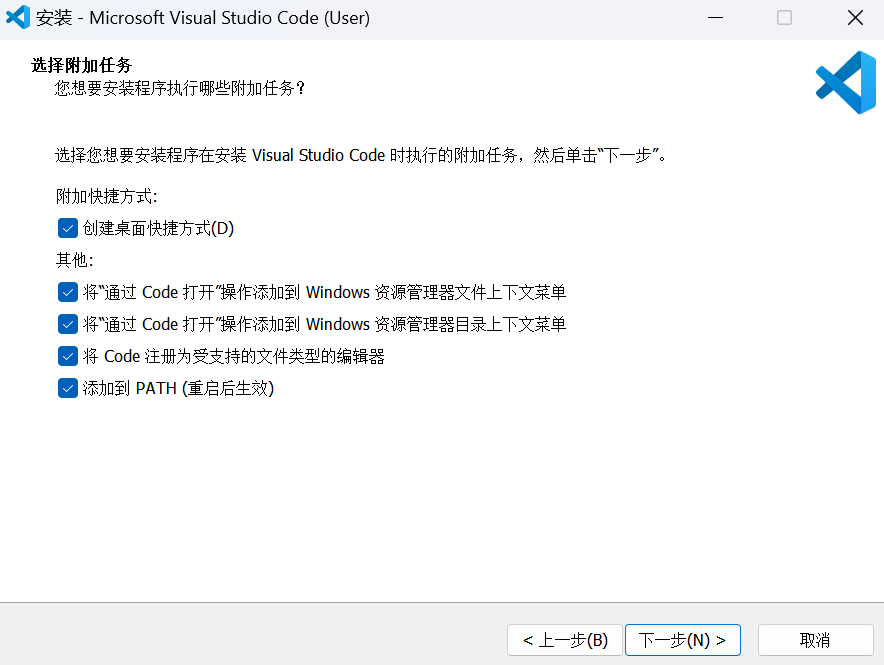 安装 - Microsoft Visual Studio Code (User)
选择附加任务
您想要安装程序执行哪些附加任务？
选择您想要安装程序在安装 Visual Studio Code 时执行的附加任务，然后单击“下一步”。
附加快捷方式:
创建桌面快捷方式(D)
其他:
将“通过 Code 打开”操作添加到 Windows 资源管理器文件上下文菜单
将“通过 Code 打开”操作添加到 Windows 资源管理器目录上下文菜单
将 Code 注册为受支持的文件类型的编辑器
添加到 PATH (重启后生效)
< 上一步(B) 下一步(N) > 取消